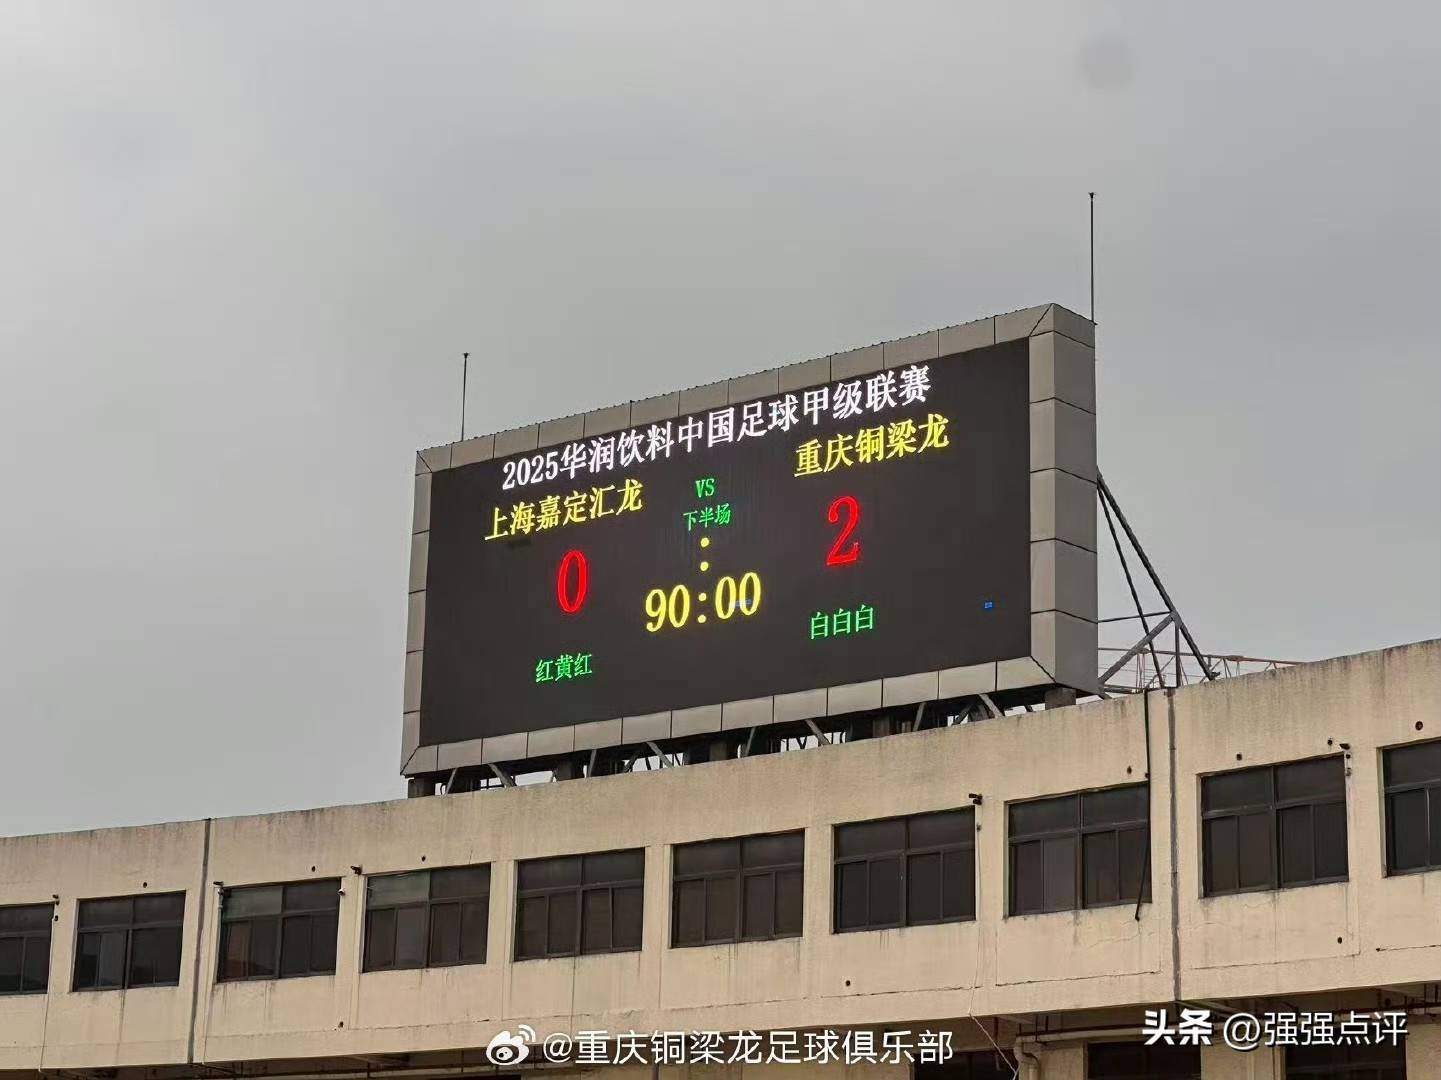 2025华润饮料中国足球甲级联赛
上海嘉定汇龙 VS 重庆铜梁龙
下半场
0 : 2
90:00
红黄红 白白白
@重庆铜梁龙足球俱乐部
头条 @强强点评